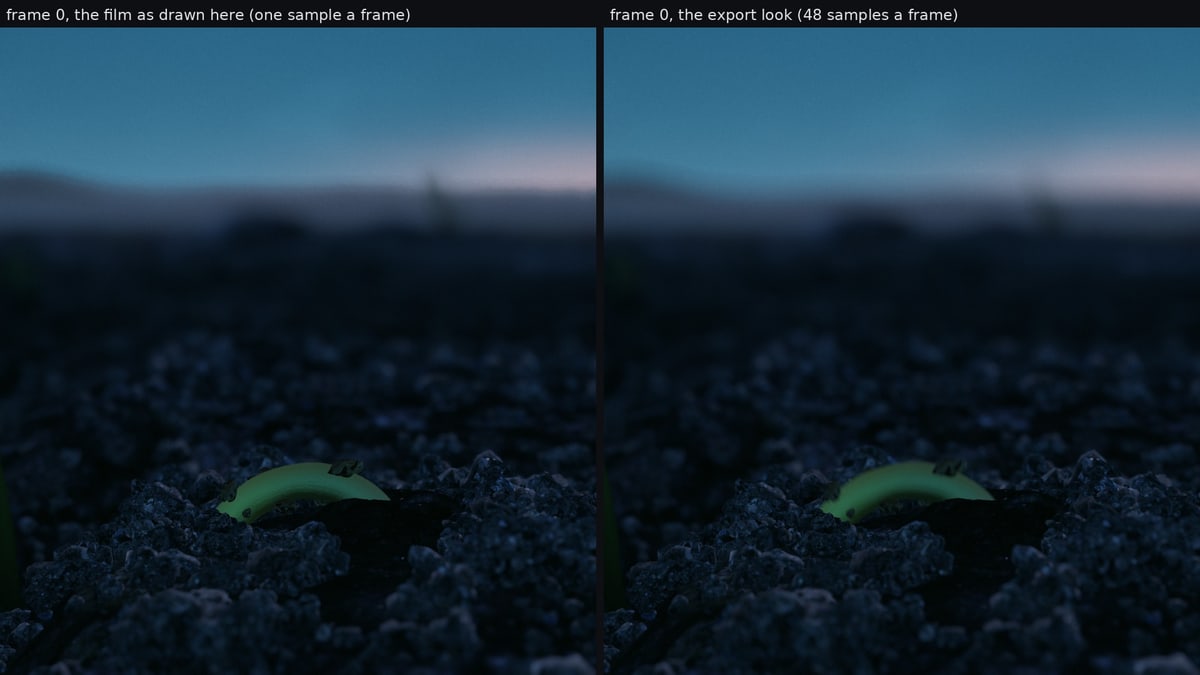 frame 0, the film as drawn here (one sample a frame)
frame 0, the export look (48 samples a frame)